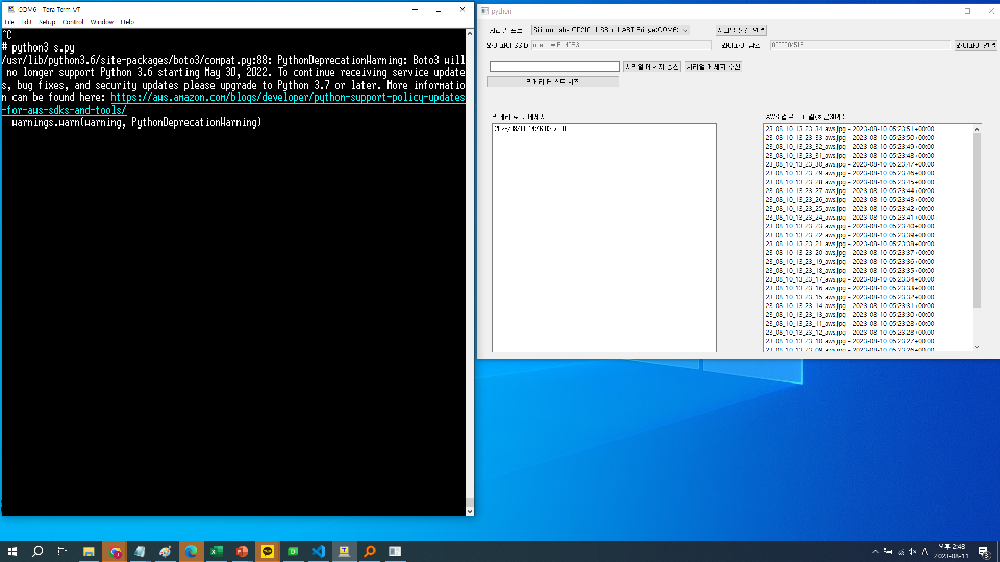 COM6 - Tera Term VT
File Edit Setup Control Window Help
^C
# python3 s.py
/usr/lib/python3.6/site-packages/boto3/compat.py:88: PythonDeprecationWarning: Boto3 will
no longer support Python 3.6 starting May 30, 2022. To continue receiving service update
s, bug fixes, and security updates please upgrade to Python 3.7 or later. More informatio
n can be found here: https://aws.amazon.com/blogs/developer/python-support-policy-updates
-for-aws-sdks-and-tools/
warnings.warn(warning, PythonDeprecationWarning)
python
시리얼 포트 Silicon Labs CP210x USB to UART Bridge(COM6) 시리얼 통신 연결
와이파이 SSID olleh_WiFi_49E3 와이파이 암호 0000004518 와이파이 연결
시리얼 메세지 송신 시리얼 메세지 수신
카메라 테스트 시작
카메라 로그 메세지
2023/08/11 14:46:02 >0,0
AWS 업로드 파일(최근30개)
23_08_10_13_23_34_aws.jpg - 2023-08-10 05:23:51+00:00
23_08_10_13_23_33_aws.jpg - 2023-08-10 05:23:50+00:00
23_08_10_13_23_32_aws.jpg - 2023-08-10 05:23:49+00:00
23_08_10_13_23_31_aws.jpg - 2023-08-10 05:23:48+00:00
23_08_10_13_23_30_aws.jpg - 2023-08-10 05:23:47+00:00
23_08_10_13_23_29_aws.jpg - 2023-08-10 05:23:46+00:00
23_08_10_13_23_28_aws.jpg - 2023-08-10 05:23:45+00:00
23_08_10_13_23_27_aws.jpg - 2023-08-10 05:23:44+00:00
23_08_10_13_23_26_aws.jpg - 2023-08-10 05:23:43+00:00
23_08_10_13_23_25_aws.jpg - 2023-08-10 05:23:42+00:00
23_08_10_13_23_24_aws.jpg - 2023-08-10 05:23:41+00:00
23_08_10_13_23_23_aws.jpg - 2023-08-10 05:23:40+00:00
23_08_10_13_23_22_aws.jpg - 2023-08-10 05:23:39+00:00
23_08_10_13_23_21_aws.jpg - 2023-08-10 05:23:38+00:00
23_08_10_13_23_20_aws.jpg - 2023-08-10 05:23:37+00:00
23_08_10_13_23_19_aws.jpg - 2023-08-10 05:23:36+00:00
23_08_10_13_23_18_aws.jpg - 2023-08-10 05:23:35+00:00
23_08_10_13_23_17_aws.jpg - 2023-08-10 05:23:34+00:00
23_08_10_13_23_16_aws.jpg - 2023-08-10 05:23:33+00:00
23_08_10_13_23_15_aws.jpg - 2023-08-10 05:23:32+00:00
23_08_10_13_23_14_aws.jpg - 2023-08-10 05:23:31+00:00
23_08_10_13_23_13_aws.jpg - 2023-08-10 05:23:30+00:00
23_08_10_13_23_11_aws.jpg - 2023-08-10 05:23:28+00:00
23_08_10_13_23_12_aws.jpg - 2023-08-10 05:23:28+00:00
23_08_10_13_23_10_aws.jpg - 2023-08-10 05:23:27+00:00
23_08_10_13_23_09_aws.jpg - 2023-08-10 05:23:26+00:00
TALK
A
오후 2:48
2023-08-11
3